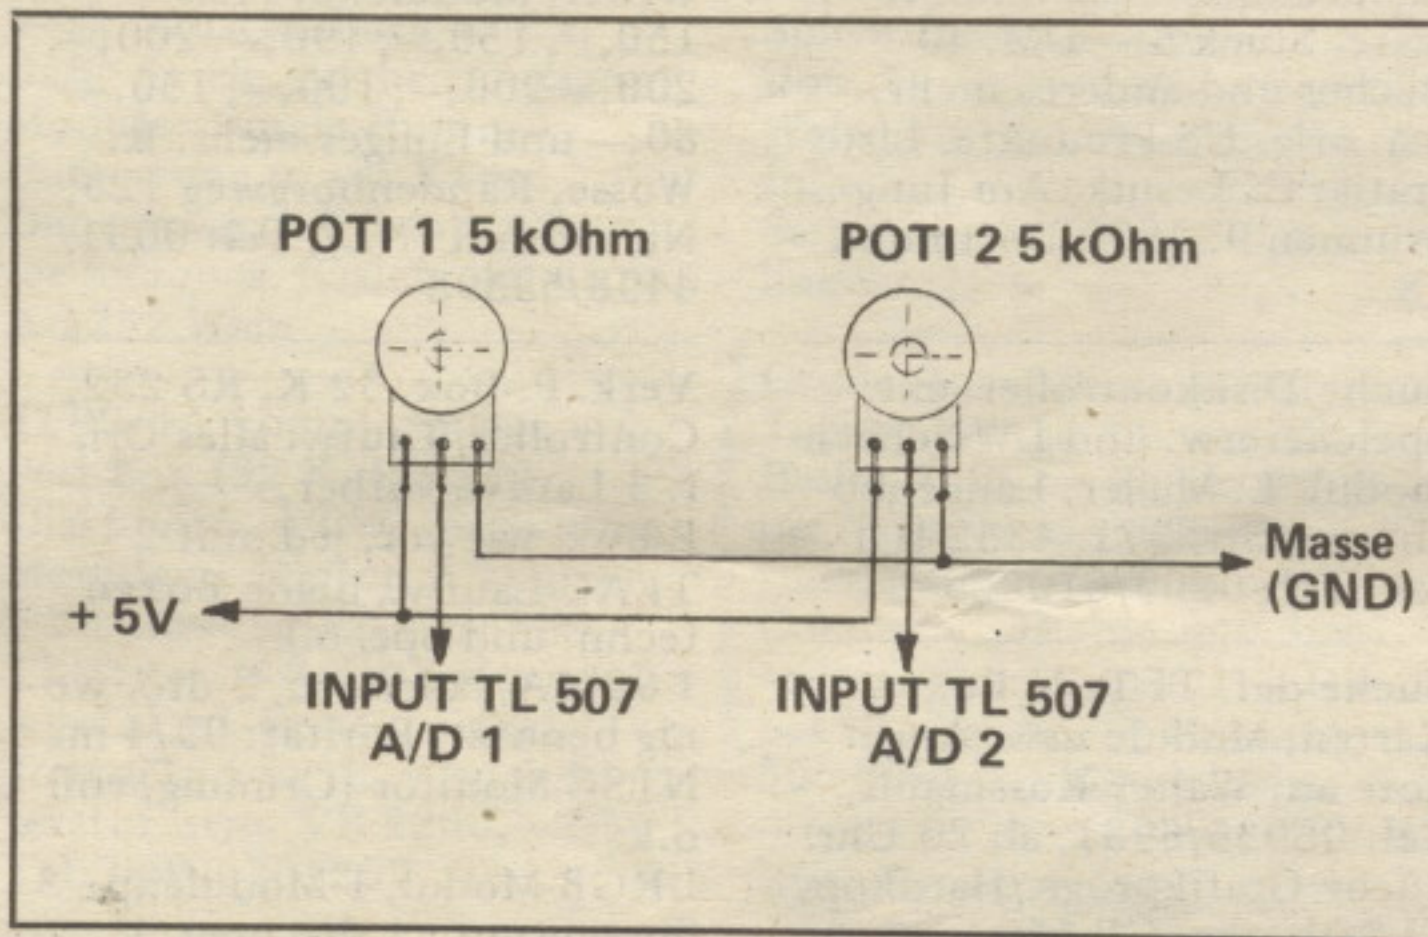 POTI 1 5 kOhm
POTI 2 5 kOhm
Masse
(GND)
+ 5V
INPUT TL 507
A/D 1
INPUT TL 507
A/D 2